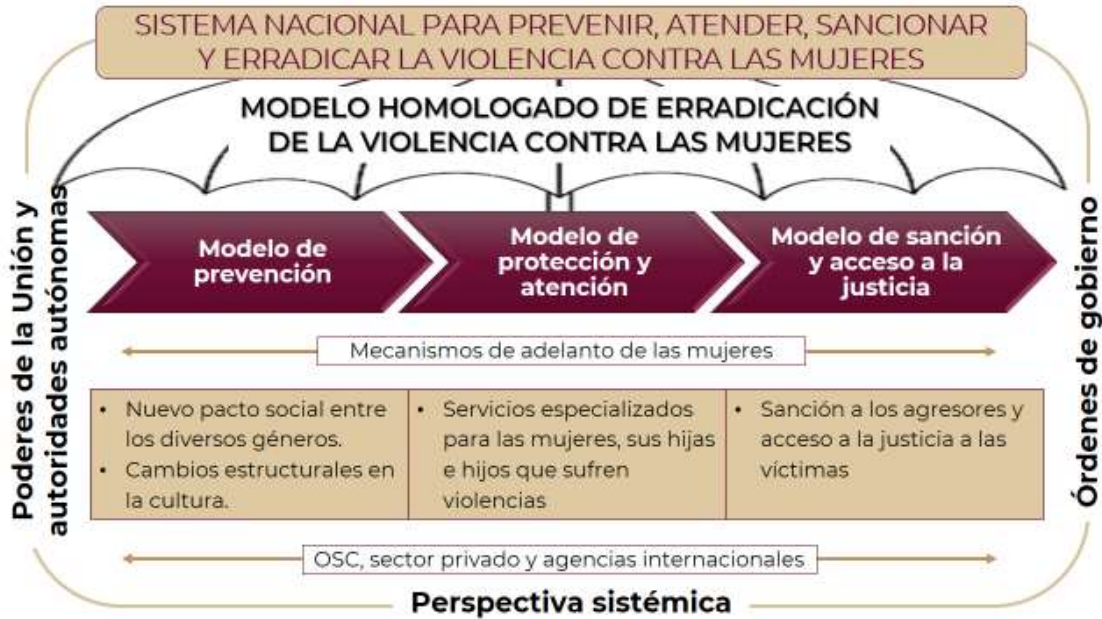 SISTEMA NACIONAL PARA PREVENIR, ATENDER, SANCIONAR
Y ERRADICAR LA VIOLENCIA CONTRA LAS MUJERES
MODELO HOMOLOGADO DE ERRADICACIÓN
DE LA VIOLENCIA CONTRA LAS MUJERES
Poderes de la Unión y
autoridades autónomas
Modelo de
prevención
Modelo de
protección y
atención
Modelo de sanción
y acceso a la
justicia
Mecanismos de adelanto de las mujeres
• Nuevo pacto social entre
los diversos géneros.
• Cambios estructurales en
la cultura.
• Servicios especializados
para las mujeres, sus hijas
e hijos que sufren
violencias
• Sanción a los agresores y
acceso a la justicia a las
víctimas
Órdenes de gobierno
OSC, sector privado y agencias internacionales
Perspectiva sistémica